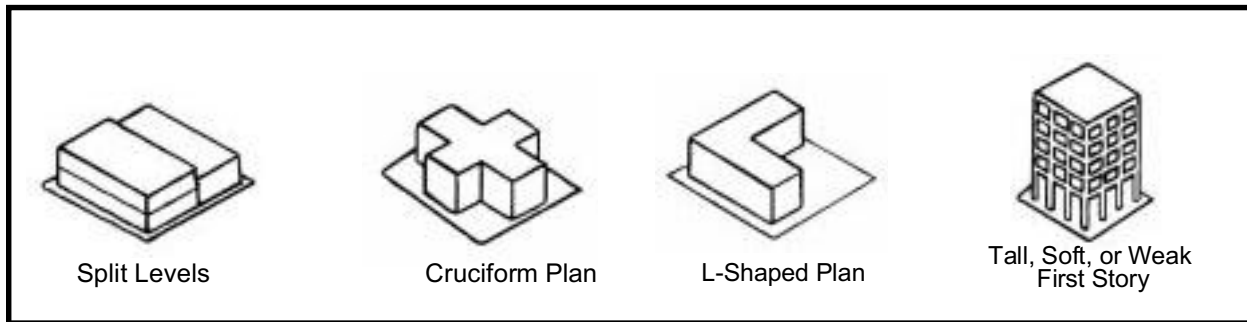 Split Levels
Cruciform Plan
L-Shaped Plan
Tall, Soft, or Weak
First Story